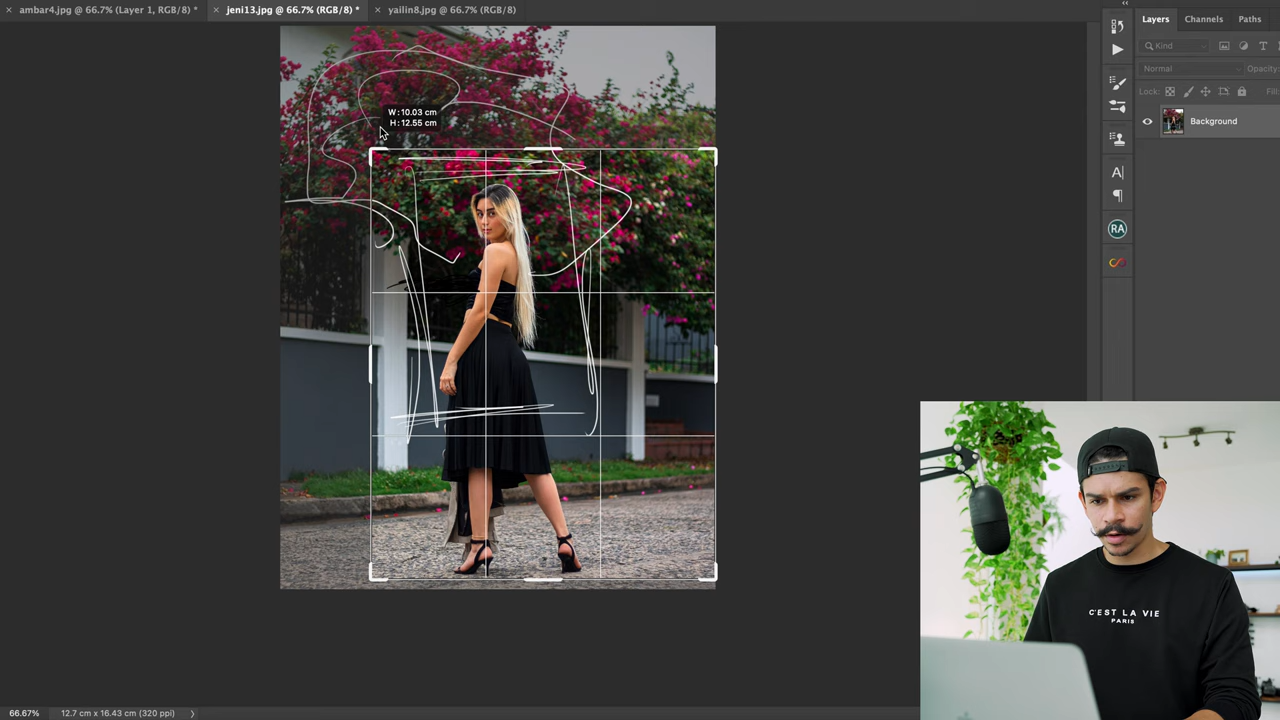 ambar4.jpg @ 66.7% (Layer 1, RGB/8) *
jeni13.jpg @ 66.7% (RGB/8) *
yailin8.jpg @ 66.7% (RGB/8)
Layers
Channels
Paths
Kind
Normal
Opacity:
Lock:
Fill:
Background
W: 10.03 cm
H: 12.55 cm
A|
RA
C'EST LA VIE
PARIS
66.67%
12.7 cm x 16.43 cm (320 ppi)